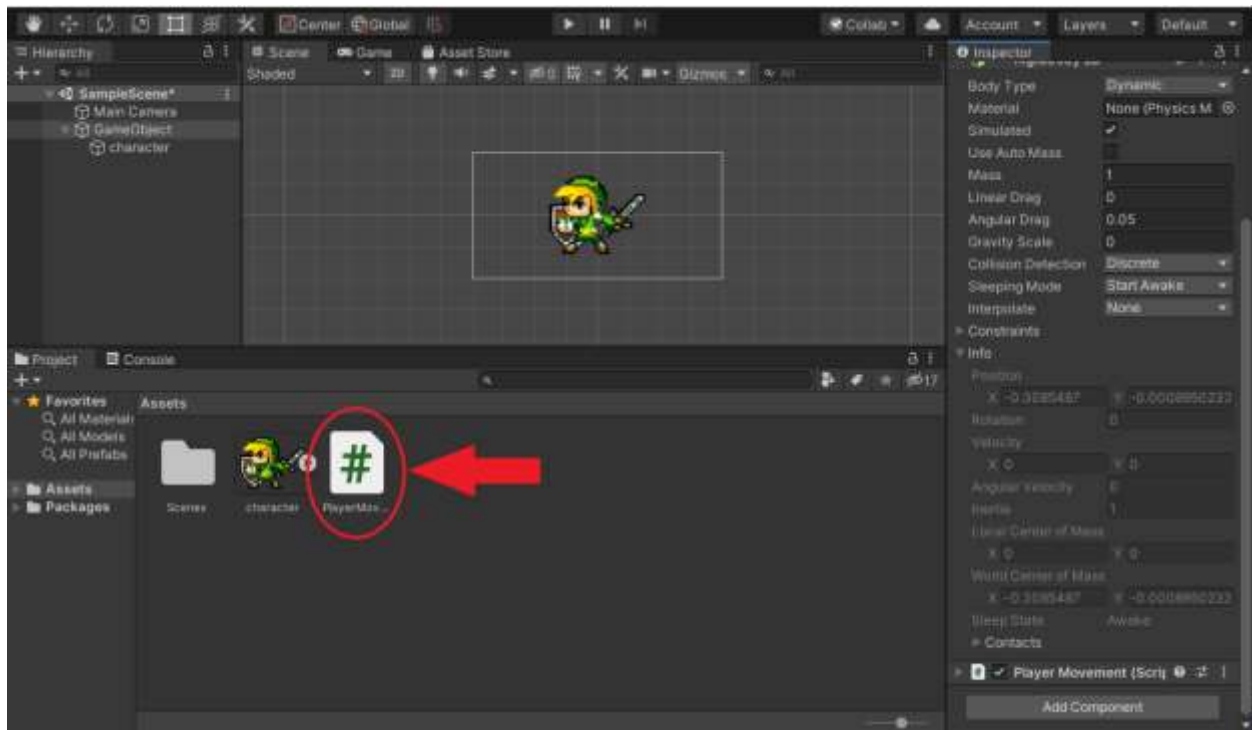 Center Global Collab Account Layers Default
Hierarchy Scene Game Asset Store Inspector
All Shaded 2D Gizmos All
SampleScene*
Main Camera
GameObject
character
Body Type Dynamic
Material None (Physics M
Simulated
Use Auto Mass
Mass 1
Linear Drag 0
Angular Drag 0.05
Gravity Scale 0
Collision Detection Discrete
Sleeping Mode Start Awake
Interpolate None
Constraints
Info
Position
X -0.3085487
Rotation 0
Velocity
X 0 Y 0
Angular Velocity 0
Inertia 1
Local Center of Mass
X 0 Y 0
World Center of Mass
X -0.3085487
Sleep State Awake
Contacts
Player Movement (Scrip
Add Component
Project Console
17
Favorites
All Materials
All Models
All Prefabs
Assets
Packages
Assets
#
Scenes character PlayerMov...